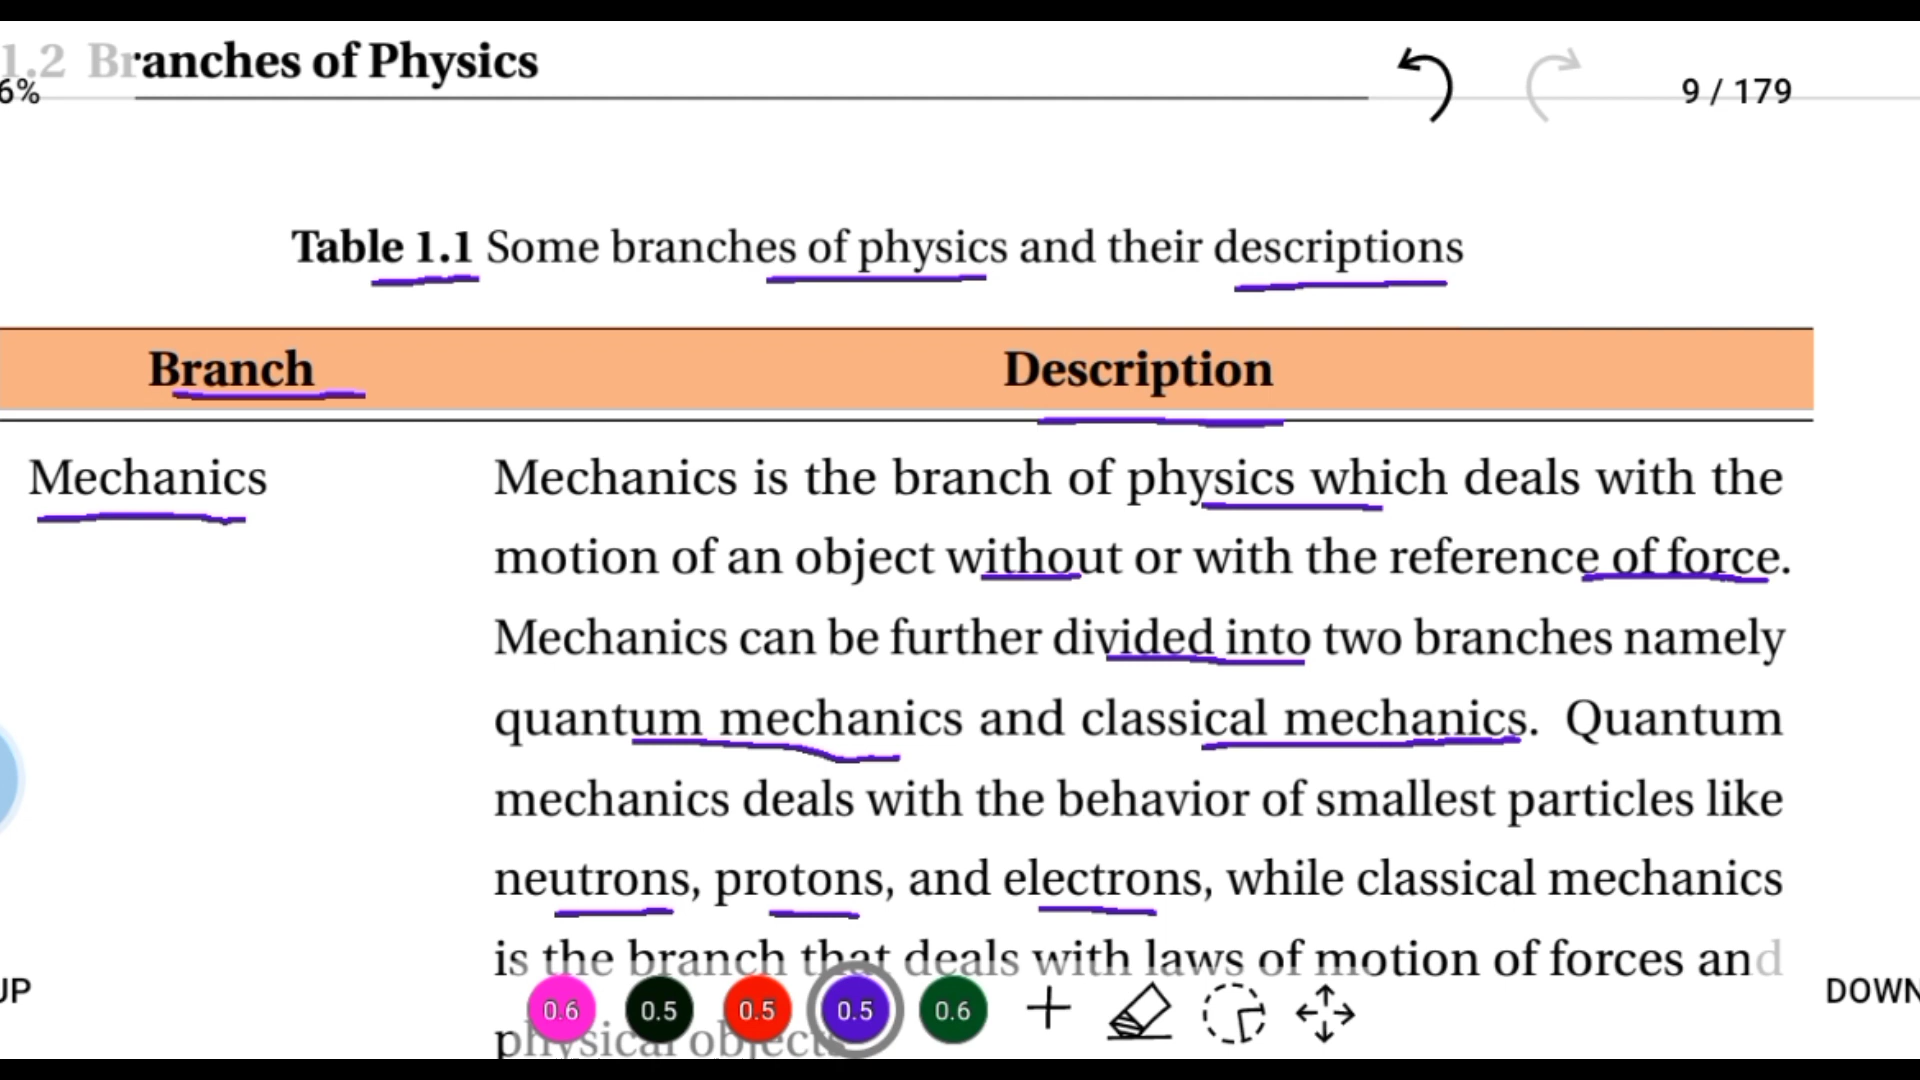 1.2 Branches of Physics
6%
9 / 179
Table 1.1 Some branches of physics and their descriptions
Branch Description
Mechanics Mechanics is the branch of physics which deals with the
motion of an object without or with the reference of force.
Mechanics can be further divided into two branches namely
quantum mechanics and classical mechanics. Quantum
mechanics deals with the behavior of smallest particles like
neutrons, protons, and electrons, while classical mechanics
is the branch that deals with laws of motion of forces and
physical objects
UP
DOWN
0.6 0.5 0.5 0.5 0.6